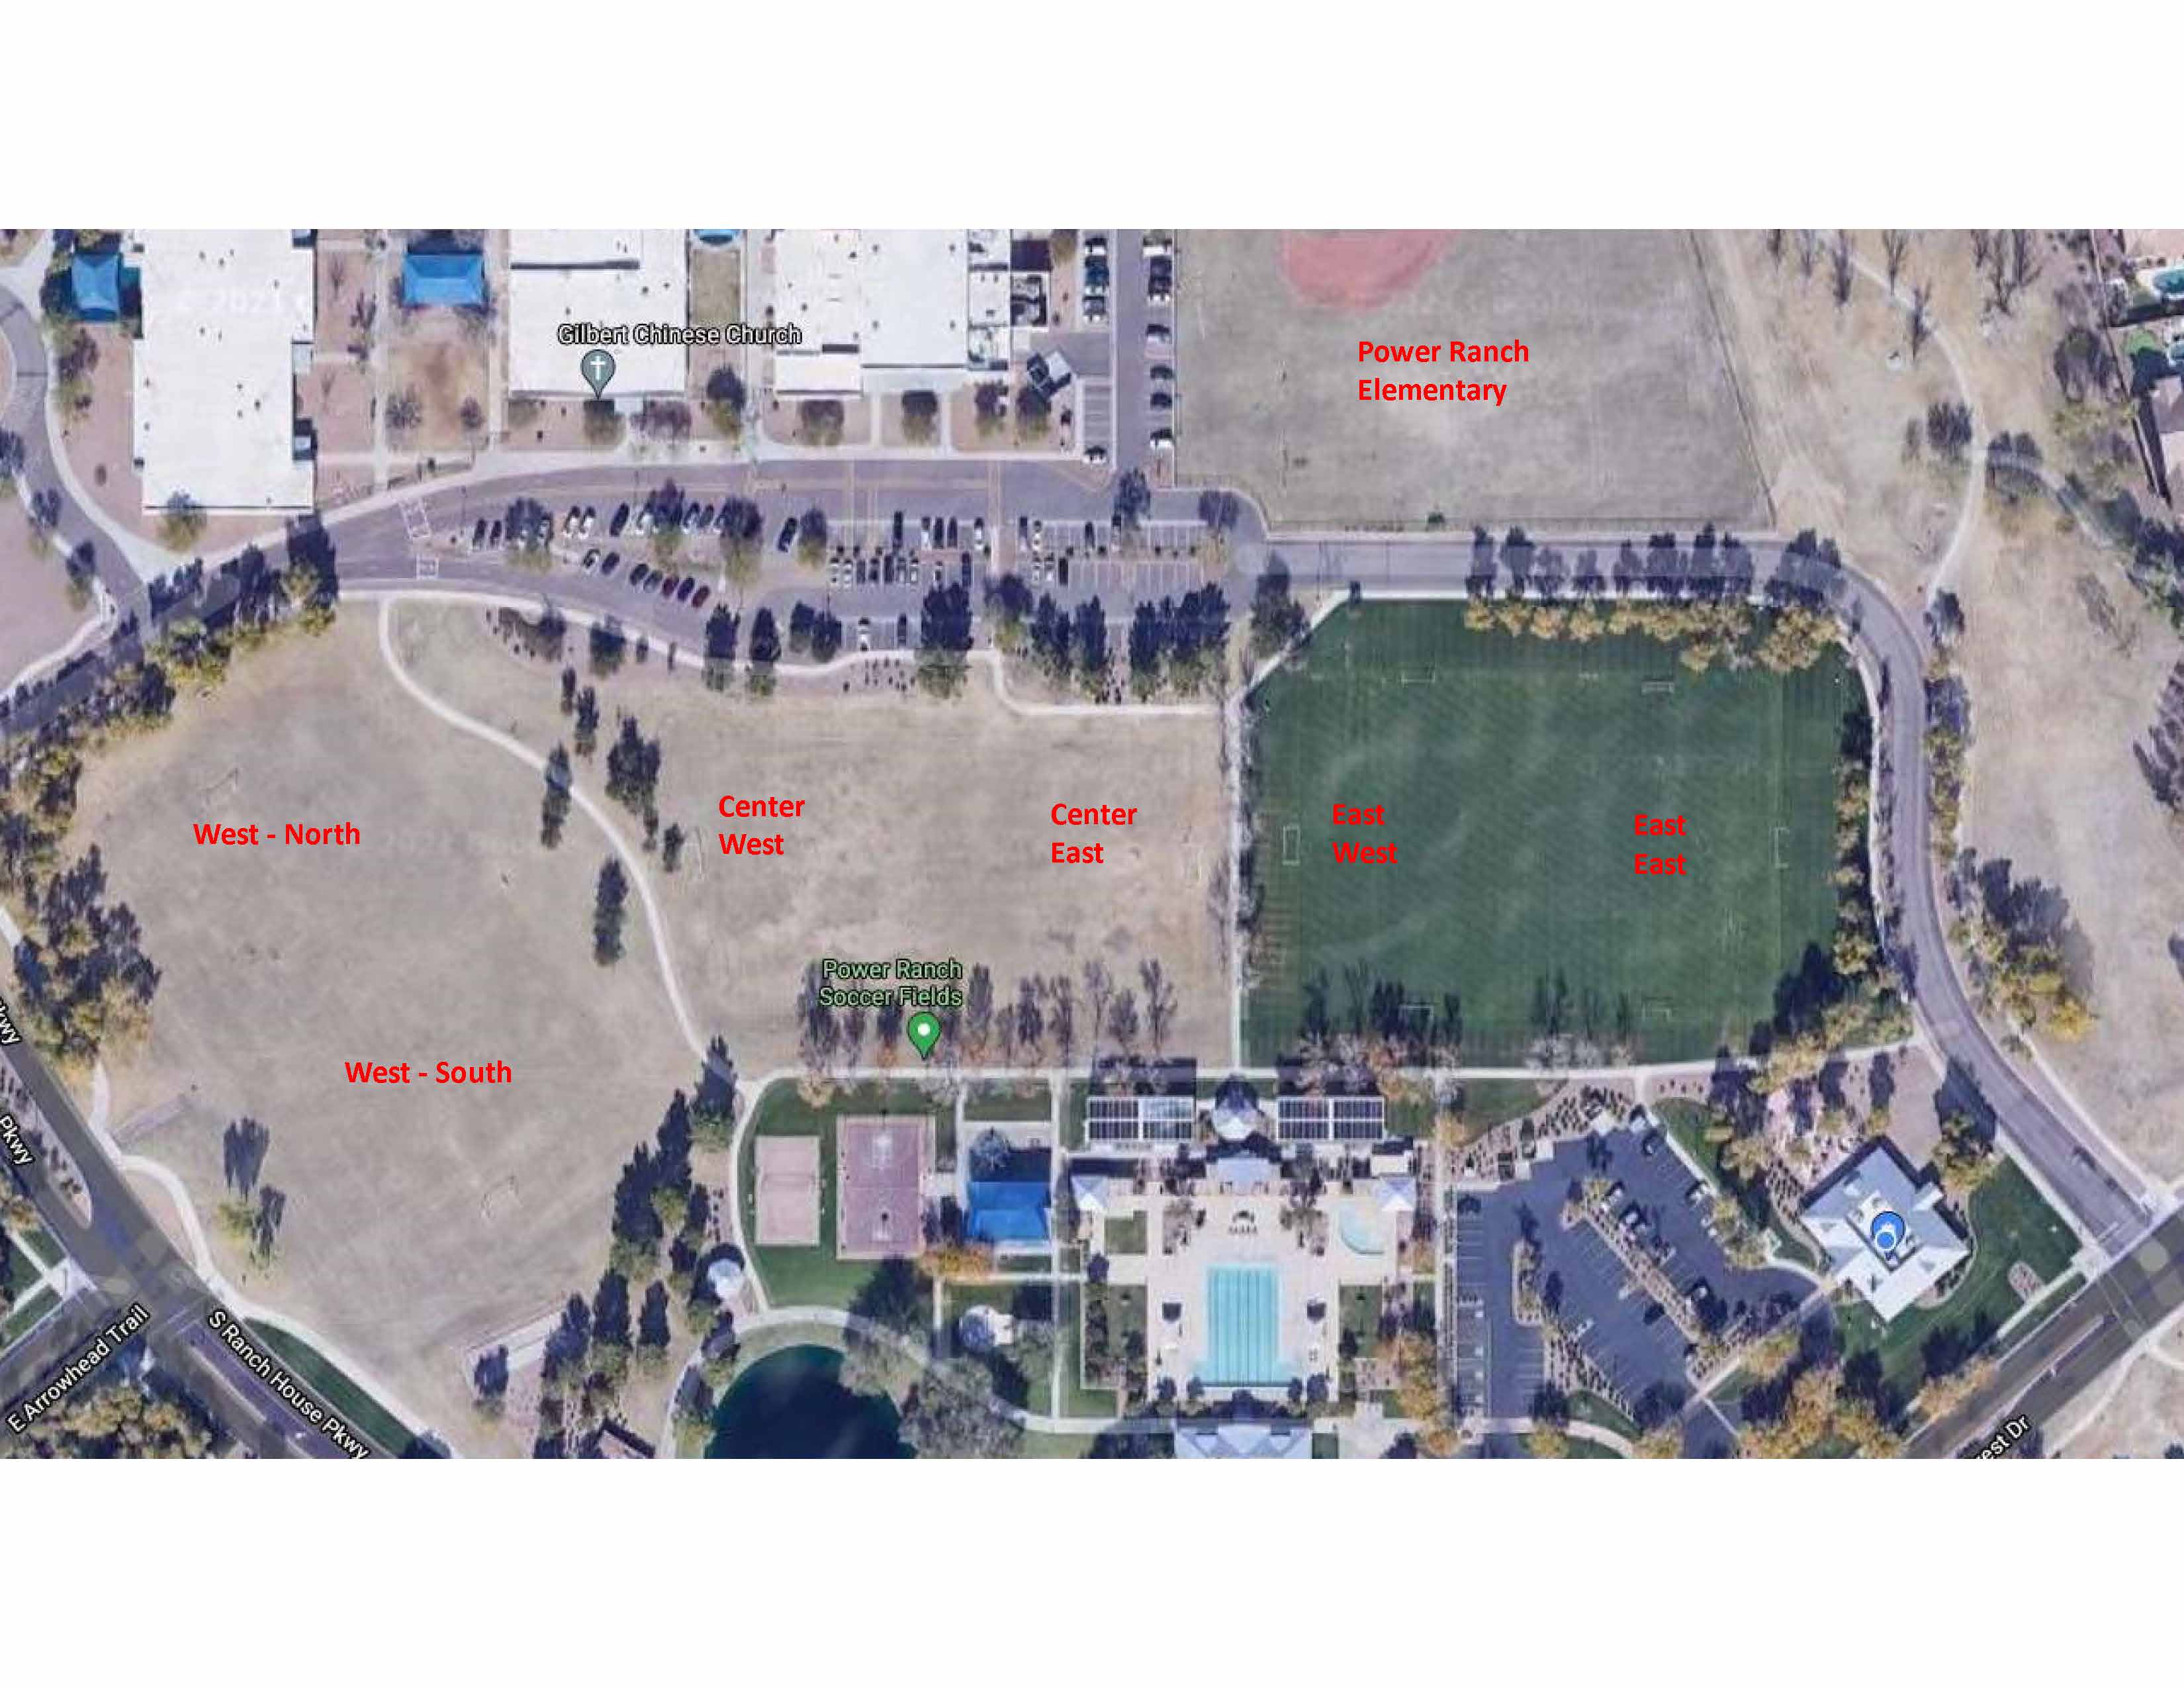 Gilbert Chinese Church
Power Ranch
Elementary
West - North
Center
West
Center
East
East
West
East
East
Power Ranch
Soccer Fields
West - South
Pkwy
E Arrowhead Trail
S Ranch House Pkwy